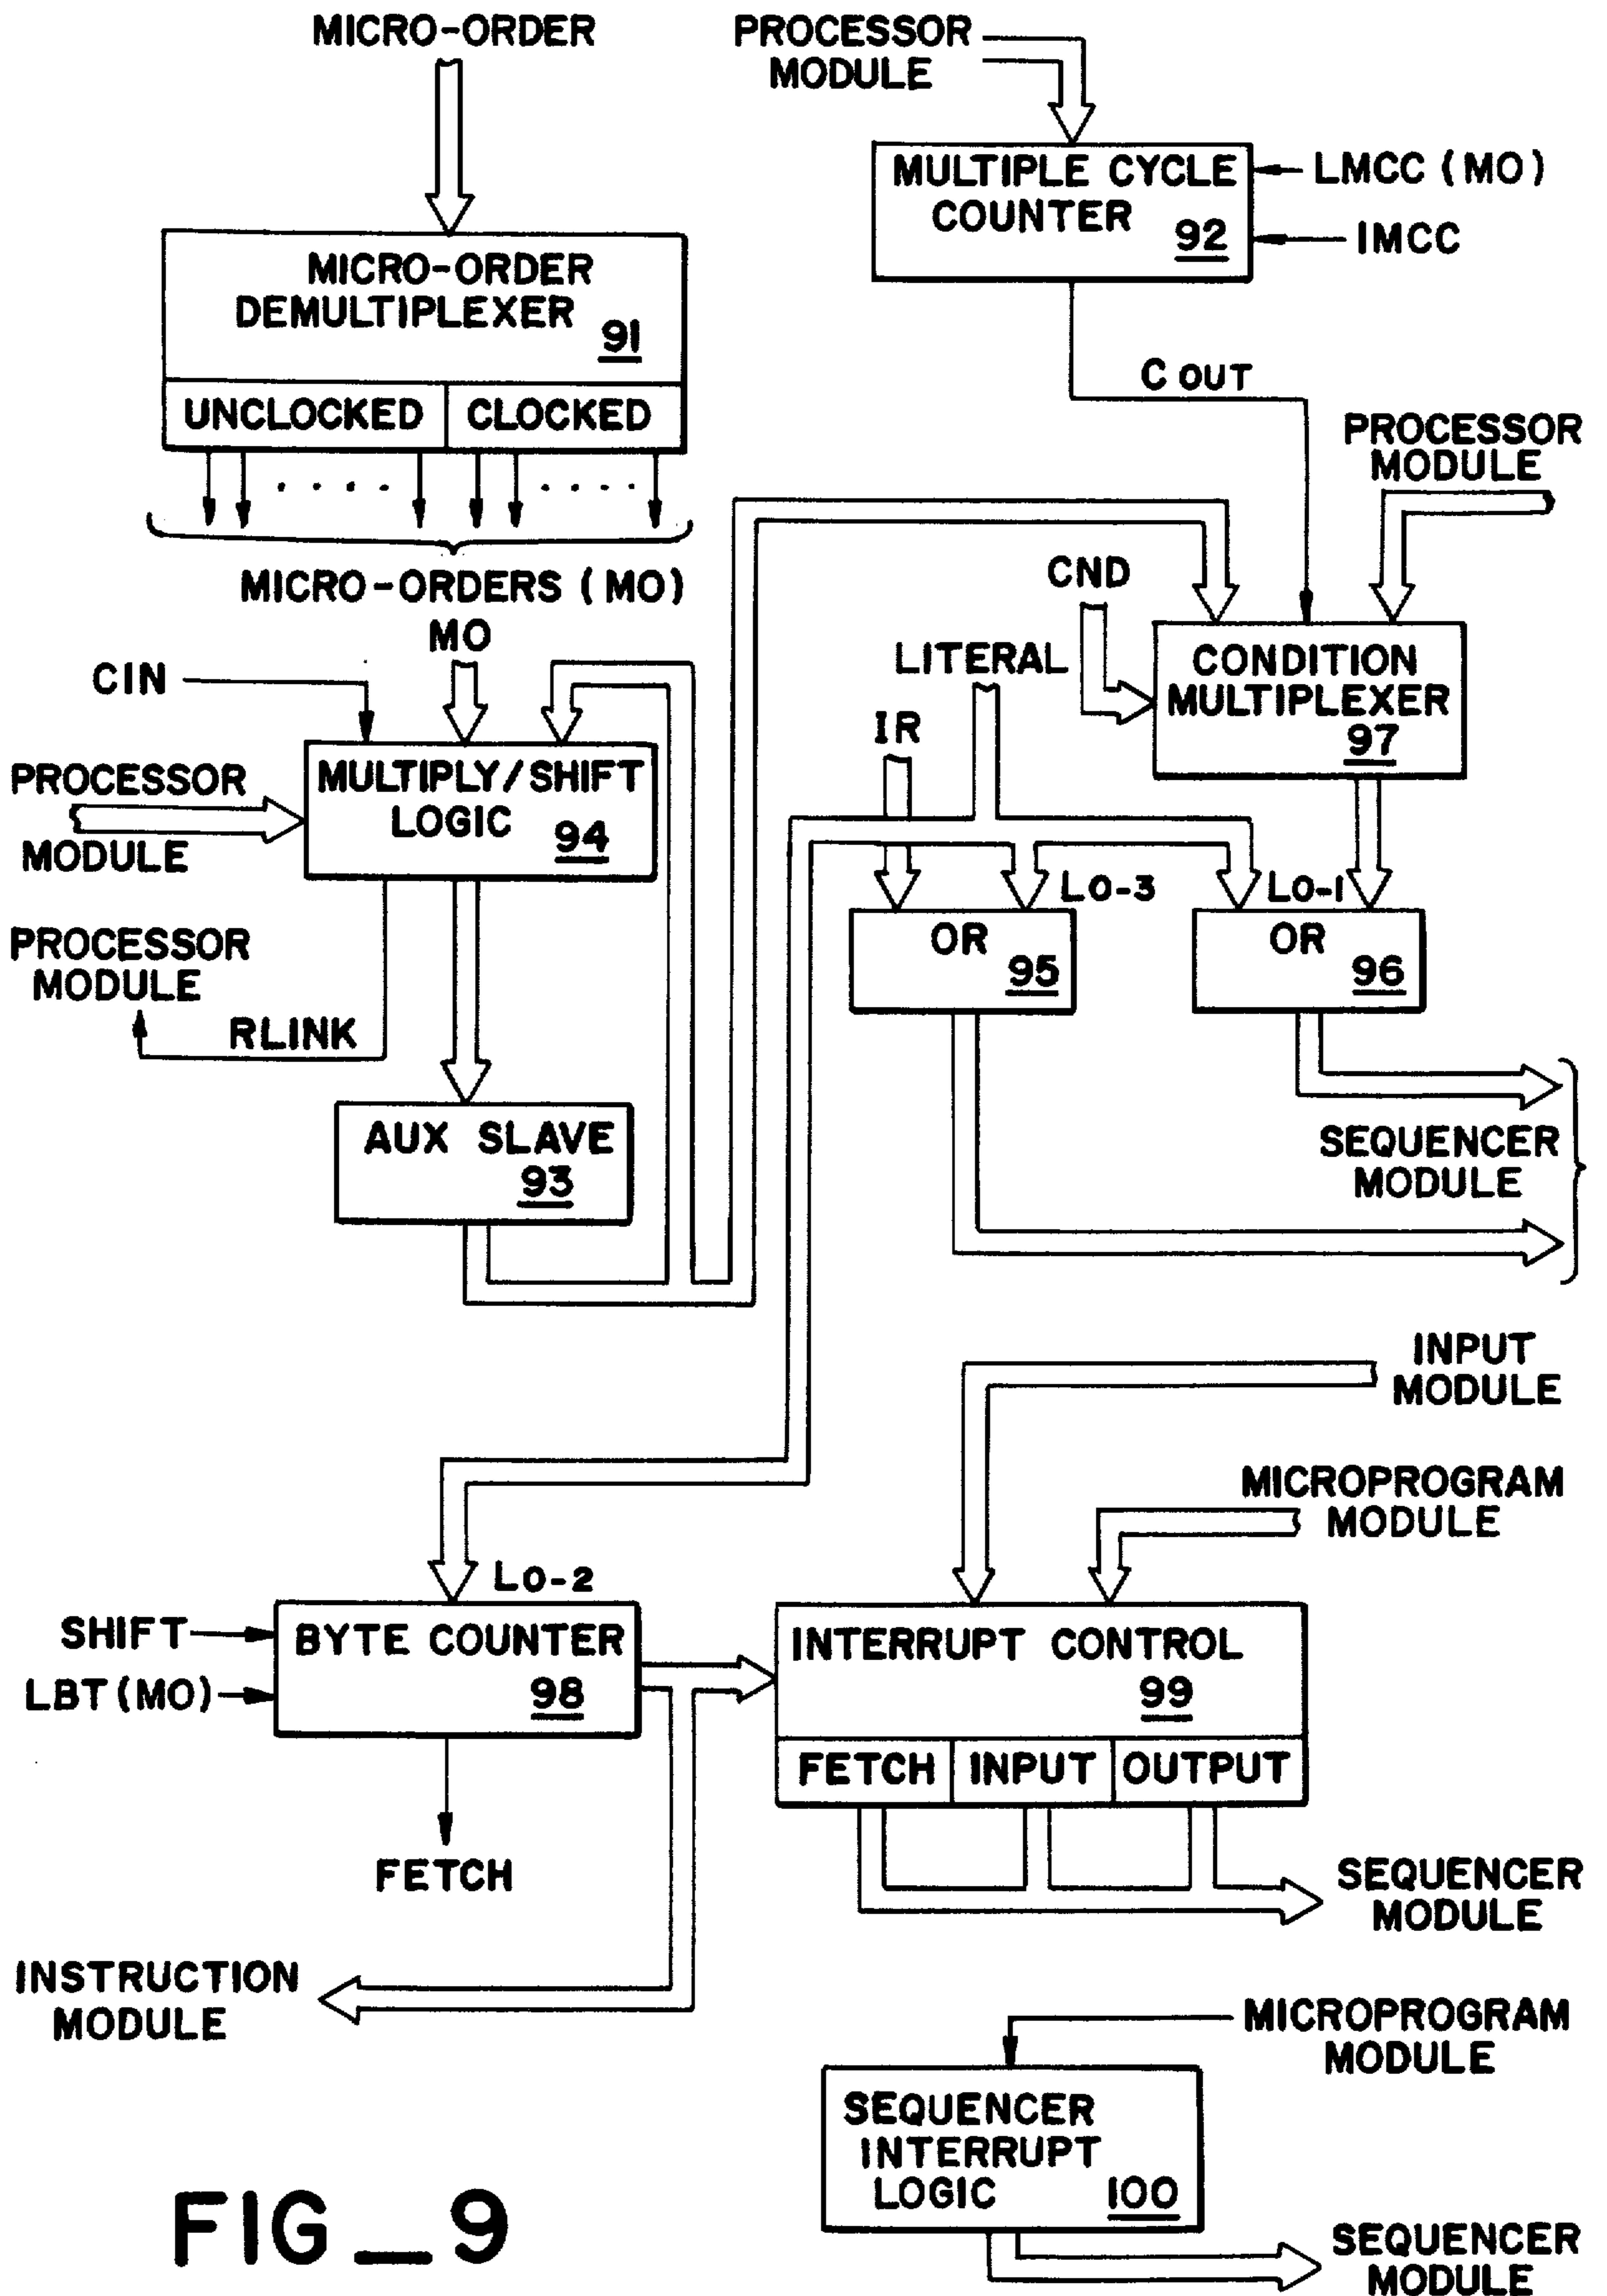 MICRO-ORDER
PROCESSOR
MODULE
MULTIPLE CYCLE
COUNTER
92
LMCC (MO)
IMCC
MICRO-ORDER
DEMULTIPLEXER
91
UNCLOCKED
CLOCKED
C OUT
PROCESSOR
MODULE
MICRO-ORDERS (MO)
MO
CND
CIN
LITERAL
CONDITION
MULTIPLEXER
97
IR
PROCESSOR
MODULE
MULTIPLY/SHIFT
LOGIC
94
LO-3
LO-1
OR
95
OR
96
PROCESSOR
MODULE
RLINK
AUX SLAVE
93
SEQUENCER
MODULE
INPUT
MODULE
MICROPROGRAM
MODULE
LO-2
SHIFT
LBT (MO)
BYTE COUNTER
98
INTERRUPT CONTROL
99
FETCH
INPUT
OUTPUT
FETCH
SEQUENCER
MODULE
INSTRUCTION
MODULE
MICROPROGRAM
MODULE
SEQUENCER
INTERRUPT
LOGIC
100
SEQUENCER
MODULE
FIG_9